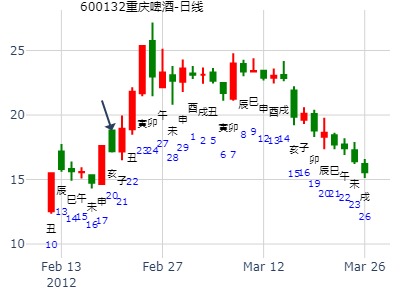 600132重庆啤酒-日线
25
20
15
10
丑
10
辰
13
巳
14
午
15
未
16
申
17
亥
20
子
21
丑
22
寅
23
卯
24
午
27
未
28
申
29
酉
1
戌
2
丑
5
寅
6
卯
7
辰
8
巳
9
申
12
酉
13
戌
14
亥
15
子
16
卯
19
辰
20
巳
21
午
22
未
23
戌
26
Feb 13
2012
Feb 27
Mar 12
Mar 26